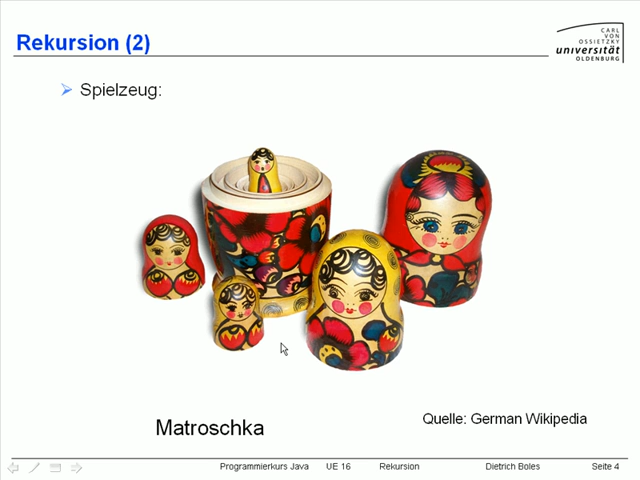 Rekursion (2)
CARL
VON
OSSIETZKY
universität
OLDENBURG
Spielzeug:
Matroschka
Quelle: German Wikipedia
Programmierkurs Java UE 16 Rekursion Dietrich Boles Seite 4